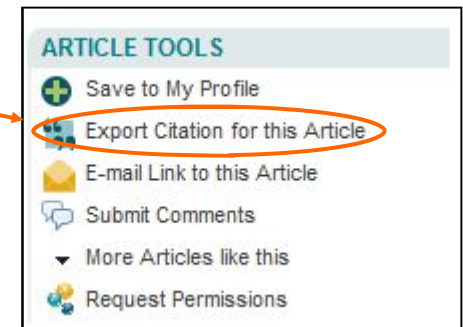 ARTICLE TOOLS
Save to My Profile
Export Citation for this Article
E-mail Link to this Article
Submit Comments
More Articles like this
Request Permissions